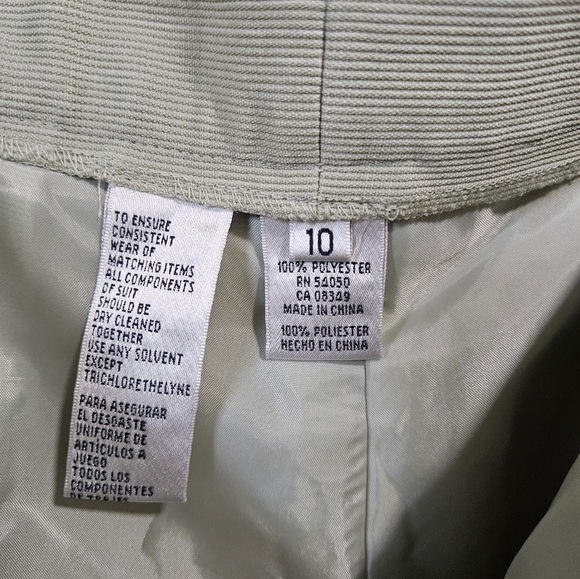 TO ENSURE
CONSISTENT
WEAR OF
MATCHING ITEMS
ALL COMPONENTS
OF SUIT
SHOULD BE
DRY CLEANED
TOGETHER
USE ANY SOLVENT
EXCEPT
TRICHLORETHELYNE
PARA ASEGURAR
EL DESGASTE
UNIFORME DE
ARTICULOS A
JUEGO
TODOS LOS
COMPONENTES
10
100% POLYESTER
RN 54050
CA 08349
MADE IN CHINA
100% POLIESTER
HECHO EN CHINA